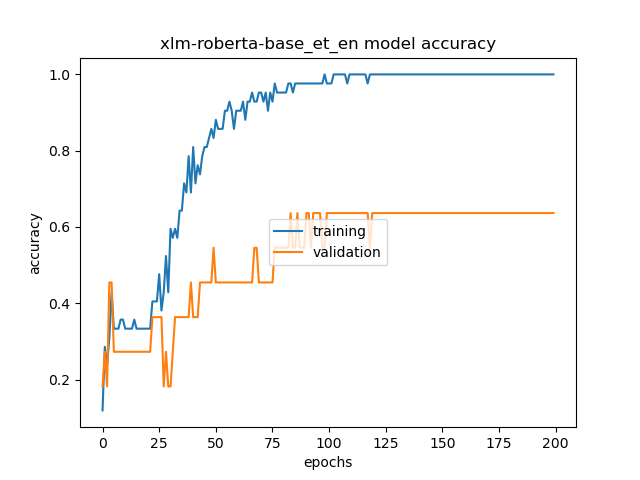 xlm-roberta-base_et_en model accuracy
1.0
0.8
0.6
0.4
0.2
accuracy
training
validation
0 25 50 75 100 125 150 175 200
epochs